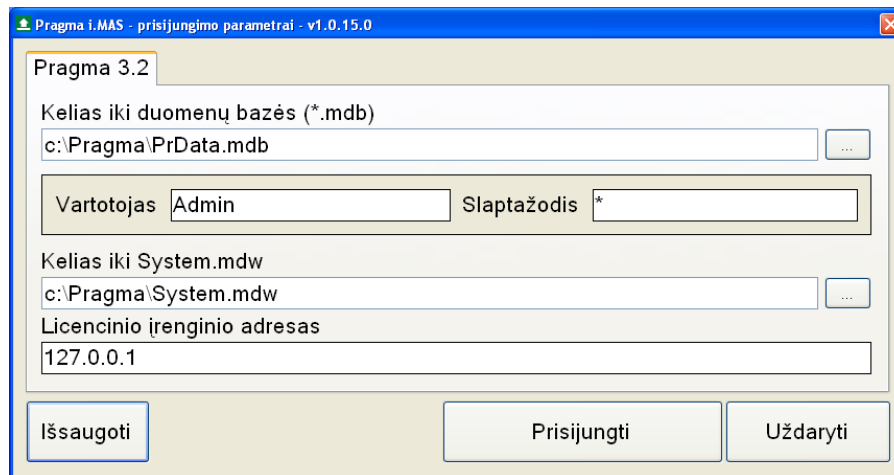 Pragma i.MAS - prisijungimo parametrai - v1.0.15.0
Pragma 3.2
Kelias iki duomenų bazės (*.mdb)
c:\Pragma\PrData.mdb ...
Vartotojas Admin Slaptažodis *
Kelias iki System.mdw
c:\Pragma\System.mdw ...
Licencinio įrenginio adresas
127.0.0.1
Išsaugoti Prisijungti Uždaryti